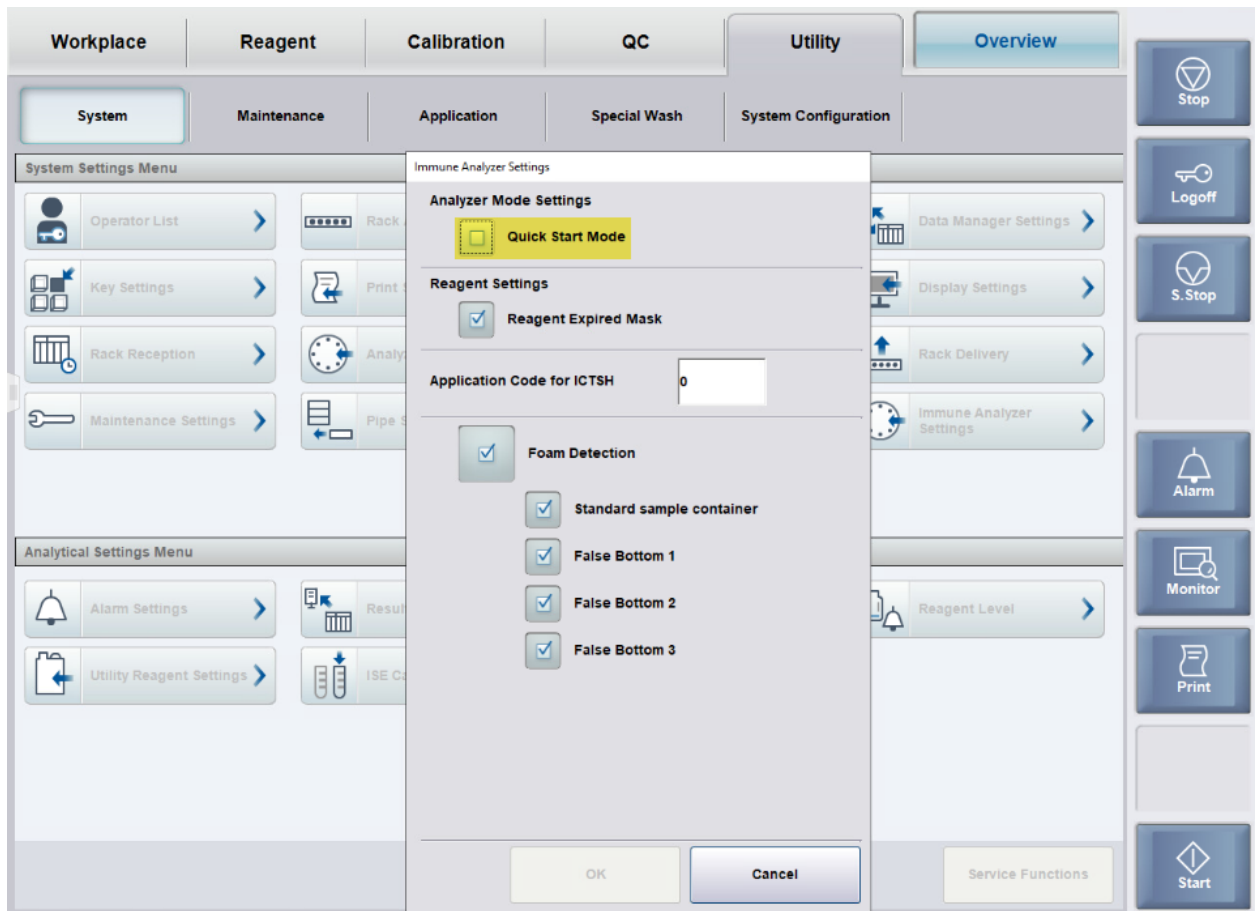 Workplace
Reagent
Calibration
QC
Utility
Overview
System
Maintenance
Application
Special Wash
System Configuration
System Settings Menu
Operator List
Rack
Data Manager Settings
Key Settings
Print
Display Settings
Rack Reception
Rack Delivery
Maintenance Settings
Pipe
Immune Analyzer
Settings
Analytical Settings Menu
Alarm Settings
Reagent Level
Utility Reagent Settings
ISE
Immune Analyzer Settings
Analyzer Mode Settings
Quick Start Mode
Reagent Settings
Reagent Expired Mask
Application Code for ICTSH
0
Foam Detection
Standard sample container
False Bottom 1
False Bottom 2
False Bottom 3
OK
Cancel
Service Functions
Stop
Logoff
S.Stop
Alarm
Monitor
Print
Start